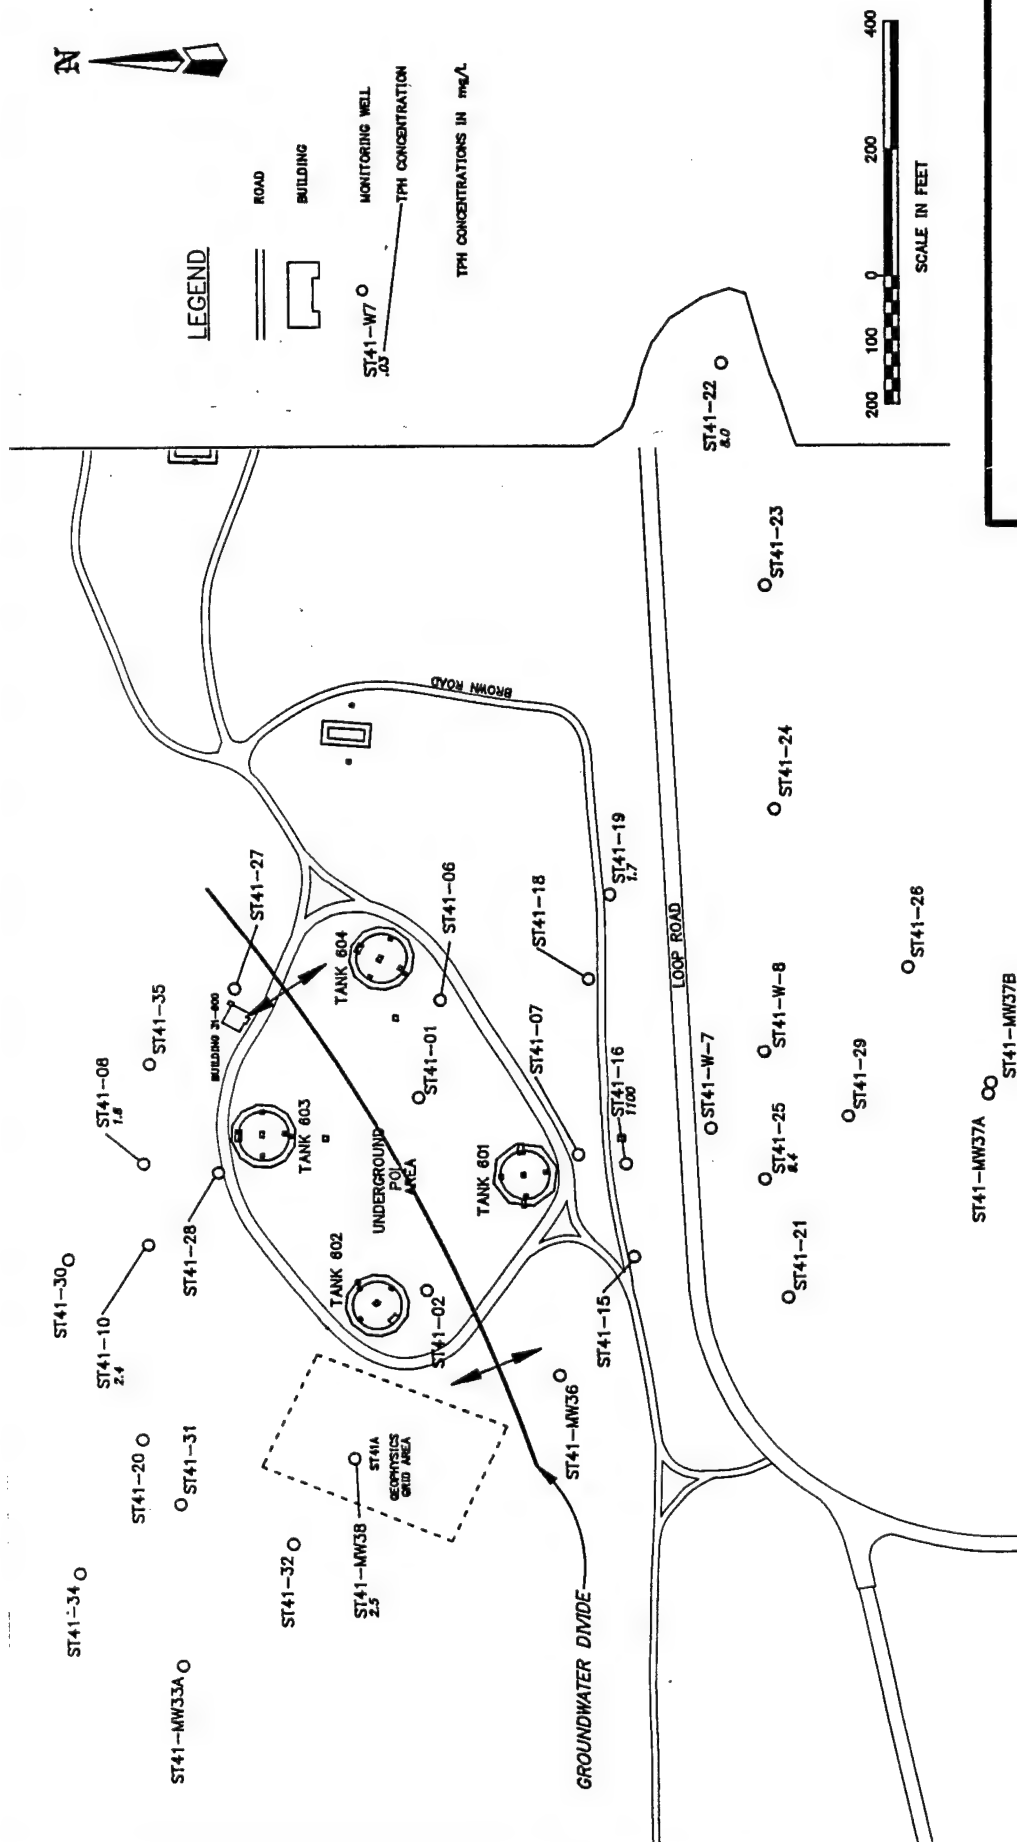 N
LEGEND
ROAD
BUILDING
ST41-W7
.03
MONITORING WELL
TPH CONCENTRATION
TPH CONCENTRATIONS IN mg/L
200 100 0 200 400
SCALE IN FEET
ST41-34
ST41-MW33A
ST41-20
ST41-31
ST41-30
ST41-10
2.4
ST41-08
1.8
ST41-35
ST41-28
BUILDING 31-600
ST41-27
ST41-32
ST41-MW38
2.5
ST41A
GEOPHYSICS
GRID AREA
TANK 602
TANK 603
TANK 604
TANK 601
UNDERGROUND
POL
AREA
ST41-02
ST41-01
ST41-06
ST41-07
ST41-18
BROWN ROAD
ST41-MW36
GROUNDWATER DIVIDE
ST41-15
ST41-16
1100
ST41-19
1.7
LOOP ROAD
ST41-W-7
ST41-22
ST41-21
ST41-25
ST41-W-8
ST41-24
ST41-23
ST41-29
ST41-26
ST41-MW37A
ST41-MW37B